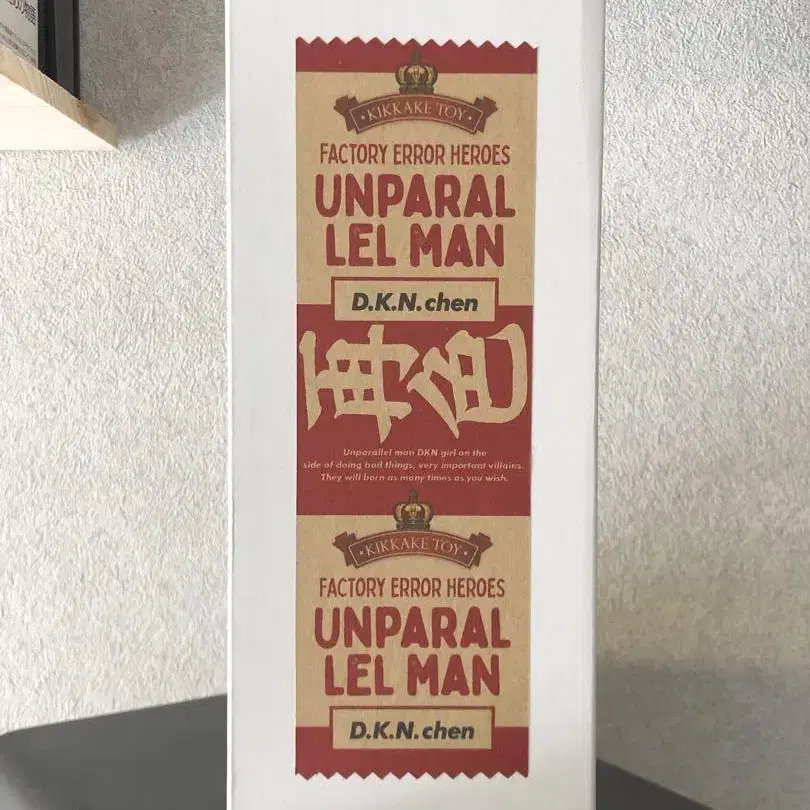 KIKKAKE TOY
FACTORY ERROR HEROES
UNPARAL
LEL MAN
D.K.N.chen
Unparallel man DKN girl on the
side of doing bad things, very important villains.
They will born as many times as you wish.
KIKKAKE TOY
FACTORY ERROR HEROES
UNPARAL
LEL MAN
D.K.N.chen